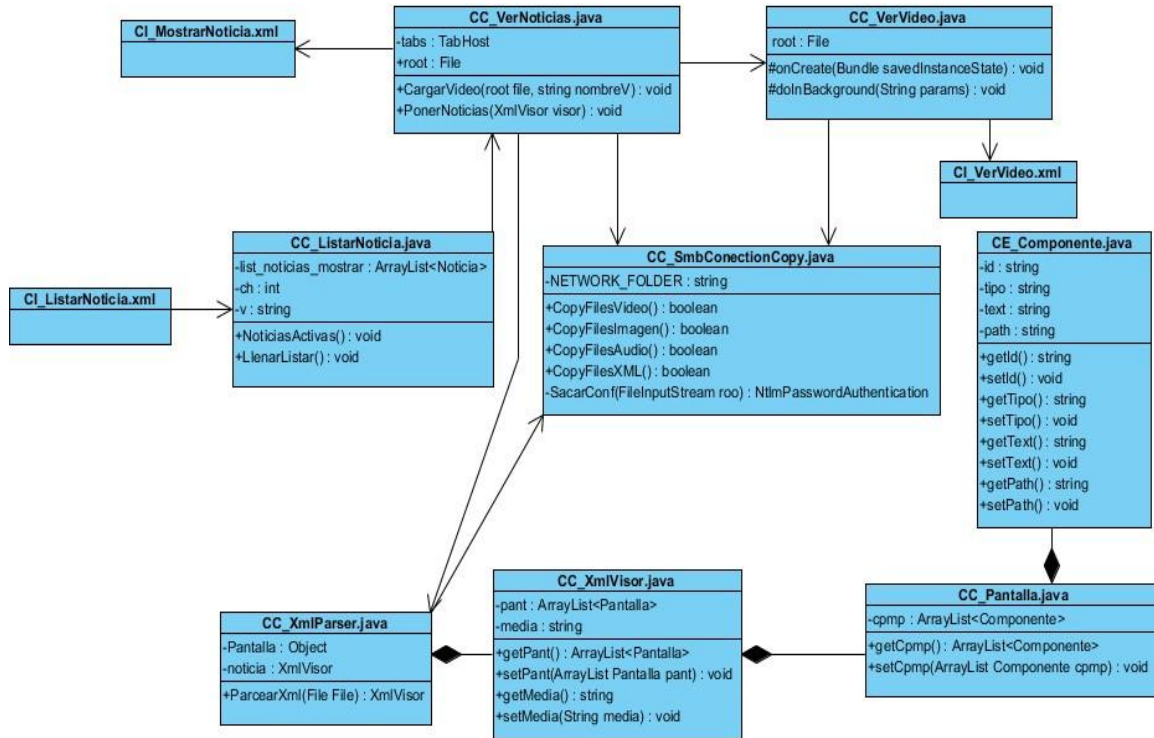 CI_MostrarNoticia.xml
CC_VerNoticias.java
-tabs : TabHost
+root : File
+CargarVideo(root file, string nombreV) : void
+PonerNoticias(XmlVisor visor) : void
CC_VerVideo.java
root : File
#onCreate(Bundle savedInstanceState) : void
#doInBackground(String params) : void
CI_VerVideo.xml
CI_ListarNoticia.xml
CC_ListarNoticia.java
-list_noticias_mostrar : ArrayList<Noticia>
-ch : int
-v : string
+NoticiasActivas() : void
+LlenarListar() : void
CC_SmbConectionCopy.java
-NETWORK_FOLDER : string
+CopyFilesVideo() : boolean
+CopyFilesImagen() : boolean
+CopyFilesAudio() : boolean
+CopyFilesXML() : boolean
-SacarConf(FileInputStream roo) : NtlmPasswordAuthentication
CE_Componente.java
-id : string
-tipo : string
-text : string
-path : string
+getId() : string
+setId() : void
+getTipo() : string
+setTipo() : void
+getText() : string
+setText() : void
+getPath() : string
+setPath() : void
CC_XmlParser.java
-Pantalla : Object
-noticia : XmlVisor
+ParcearXml(File File) : XmlVisor
CC_XmlVisor.java
-pant : ArrayList<Pantalla>
-media : string
+getPant() : ArrayList<Pantalla>
+setPant(ArrayList Pantalla pant) : void
+getMedia() : string
+setMedia(String media) : void
CC_Pantalla.java
-cpmp : ArrayList<Componente>
+getCpmp() : ArrayList<Componente>
+setCpmp(ArrayList Componente cpmp) : void